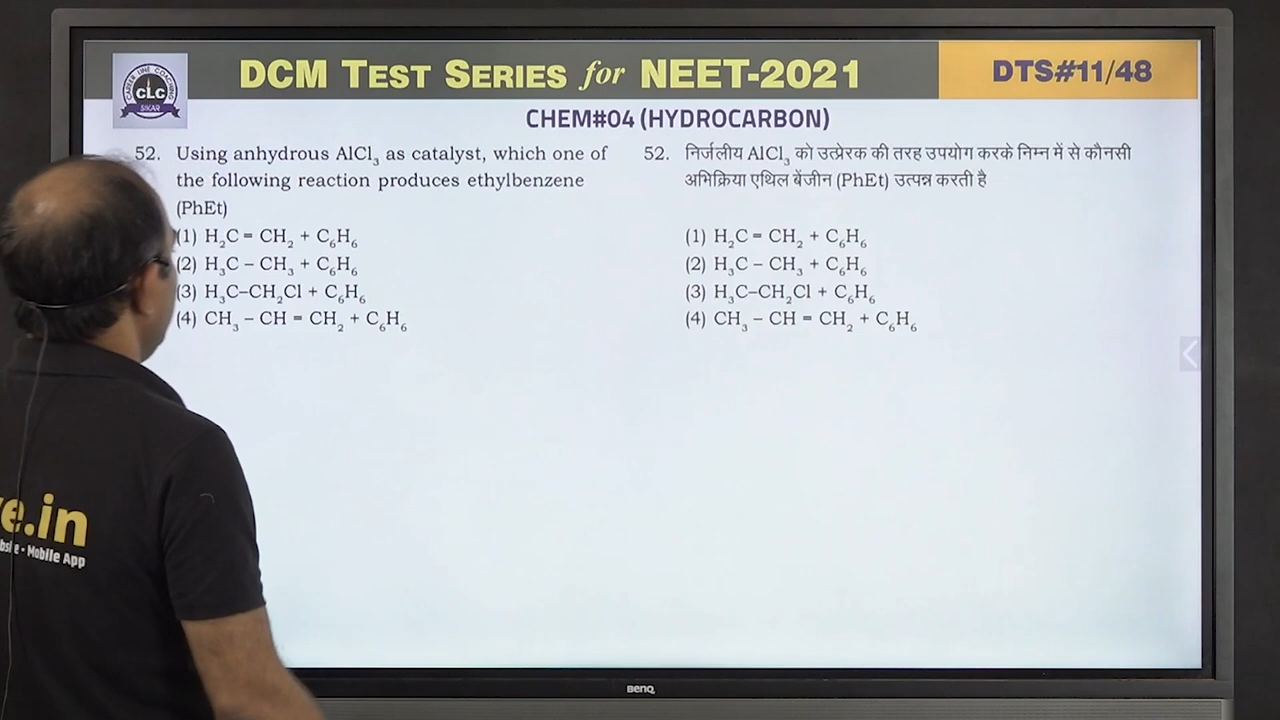 DCM TEST SERIES for NEET-2021
DTS#11/48
CAREER LINE COACHING
CLC
SIKAR
CHEM#04 (HYDROCARBON)
52. Using anhydrous AlCl₃ as catalyst, which one of
the following reaction produces ethylbenzene
(PhEt)
(1) H₂C = CH₂ + C₆H₆
(2) H₃C – CH₃ + C₆H₆
(3) H₃C–CH₂Cl + C₆H₆
(4) CH₃ – CH = CH₂ + C₆H₆
52. निर्जलीय AlCl₃ को उत्प्रेरक की तरह उपयोग करके निम्न में से कौनसी
अभिक्रिया एथिल बेंजीन (PhEt) उत्पन्न करती है
(1) H₂C = CH₂ + C₆H₆
(2) H₃C – CH₃ + C₆H₆
(3) H₃C–CH₂Cl + C₆H₆
(4) CH₃ – CH = CH₂ + C₆H₆
e.in
Mobile App
BenQ